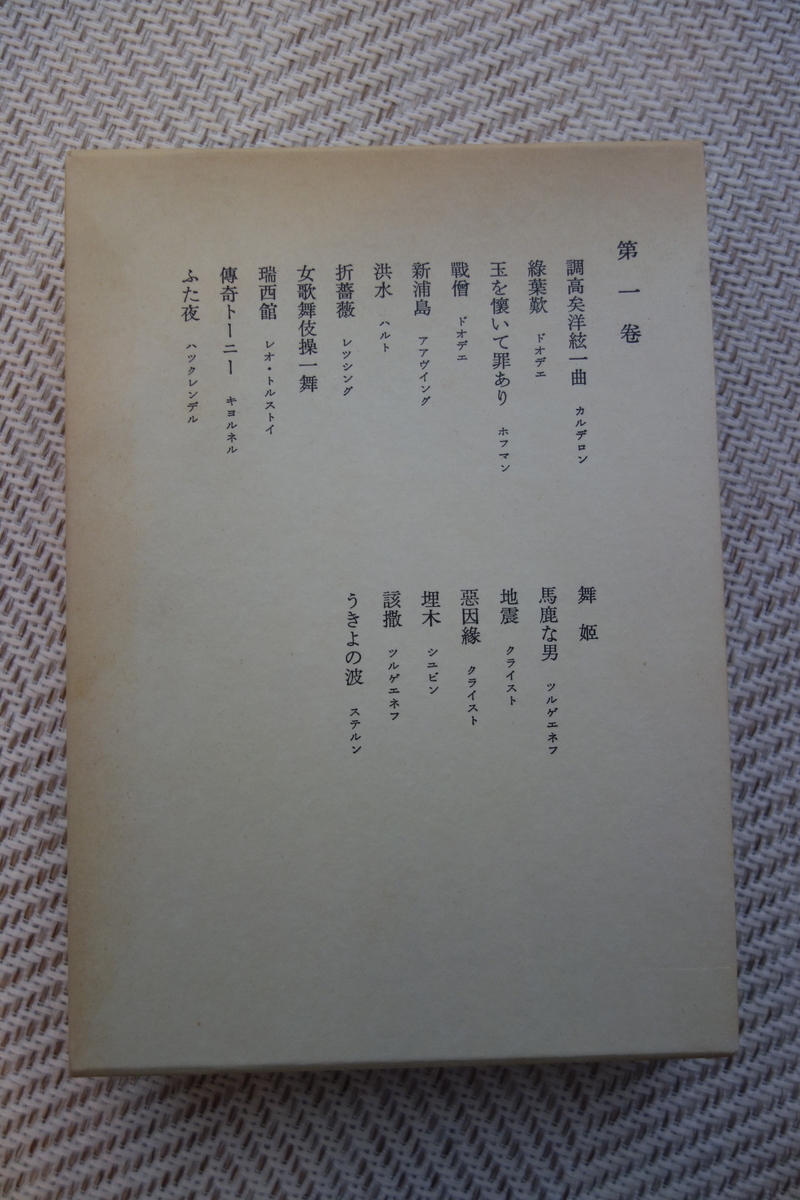 第一卷
調高矣洋絃一曲 カルデロン
綠葉歎 ドオデエ
玉を懷いて罪あり ホフマン
戰僧 ドオデエ
新浦島 アアヴイング
洪水 ハルト
折薔薇 レツシング
女歌舞伎操一舞
瑞西館 レオ・トルストイ
傳奇トーニー キヨルネル
ふた夜 ハツクレンデル
舞姬
馬鹿な男 ツルゲエネフ
地震 クライスト
惡因緣 クライスト
埋木 シユビン
該撒 ツルゲエネフ
うきよの波 ステルン